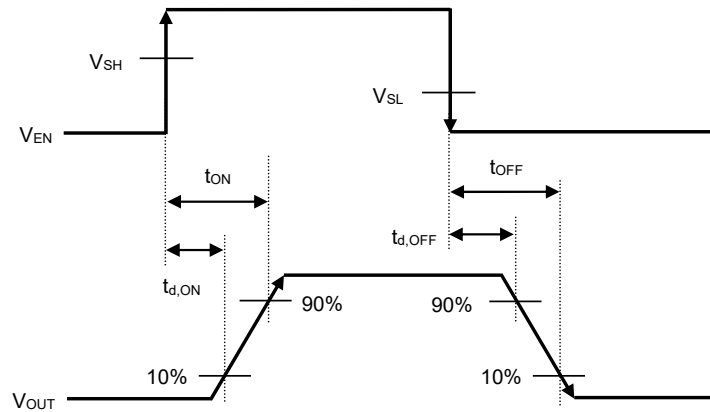 VSH
VSL
VEN
tON
tOFF
td,OFF
td,ON
90%
90%
10%
10%
VOUT